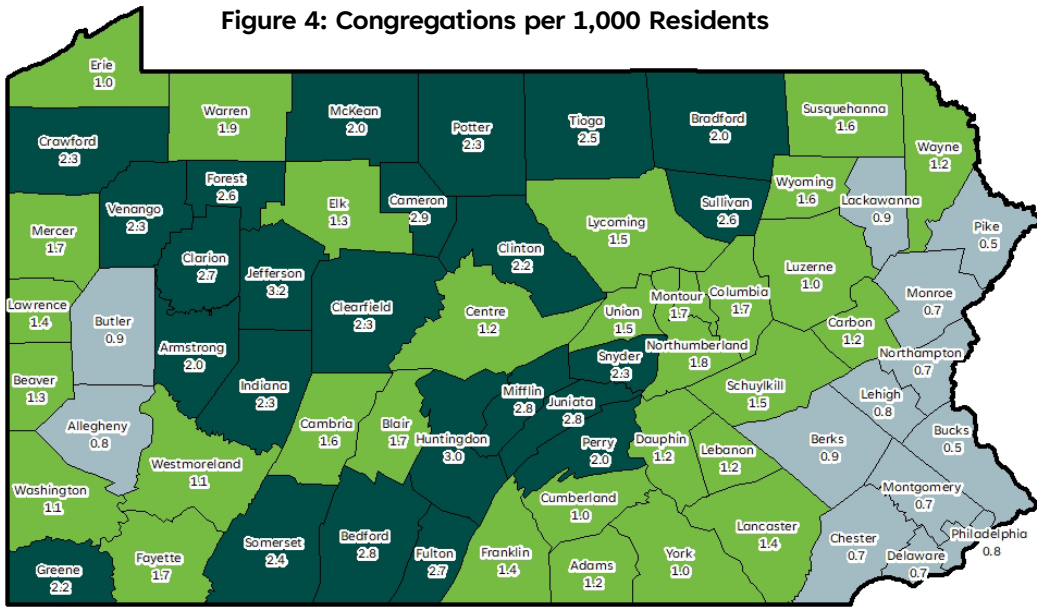 Figure 4: Congregations per 1,000 Residents
Erie
1.0
Warren
1.9
McKean
2.0
Potter
2.3
Tioga
2.5
Bradford
2.0
Susquehanna
1.6
Wayne
1.2
Crawford
2.3
Forest
2.6
Venango
2.3
Elk
1.3
Cameron
2.9
Sullivan
2.6
Wyoming
1.6
Lackawanna
0.9
Pike
0.5
Mercer
1.7
Clarion
2.7
Jefferson
3.2
Clinton
2.2
Lycoming
1.5
Luzerne
1.0
Monroe
0.7
Lawrence
1.4
Butler
0.9
Clearfield
2.3
Centre
1.2
Union
1.5
Montour
1.7
Columbia
1.7
Carbon
1.2
Armstrong
2.0
Northumberland
1.8
Northampton
0.7
Snyder
2.3
Beaver
1.3
Indiana
2.3
Mifflin
2.8
Juniata
2.8
Schuylkill
1.5
Lehigh
0.8
Allegheny
0.8
Cambria
1.6
Blair
1.7
Huntingdon
3.0
Perry
2.0
Dauphin
1.2
Lebanon
1.2
Berks
0.9
Bucks
0.5
Westmoreland
1.1
Washington
1.1
Cumberland
1.0
Montgomery
0.7
Lancaster
1.4
Philadelphia
0.8
Chester
0.7
Delaware
0.7
Somerset
2.4
Bedford
2.8
Fulton
2.7
Franklin
1.4
Adams
1.2
York
1.0
Greene
2.2
Fayette
1.7